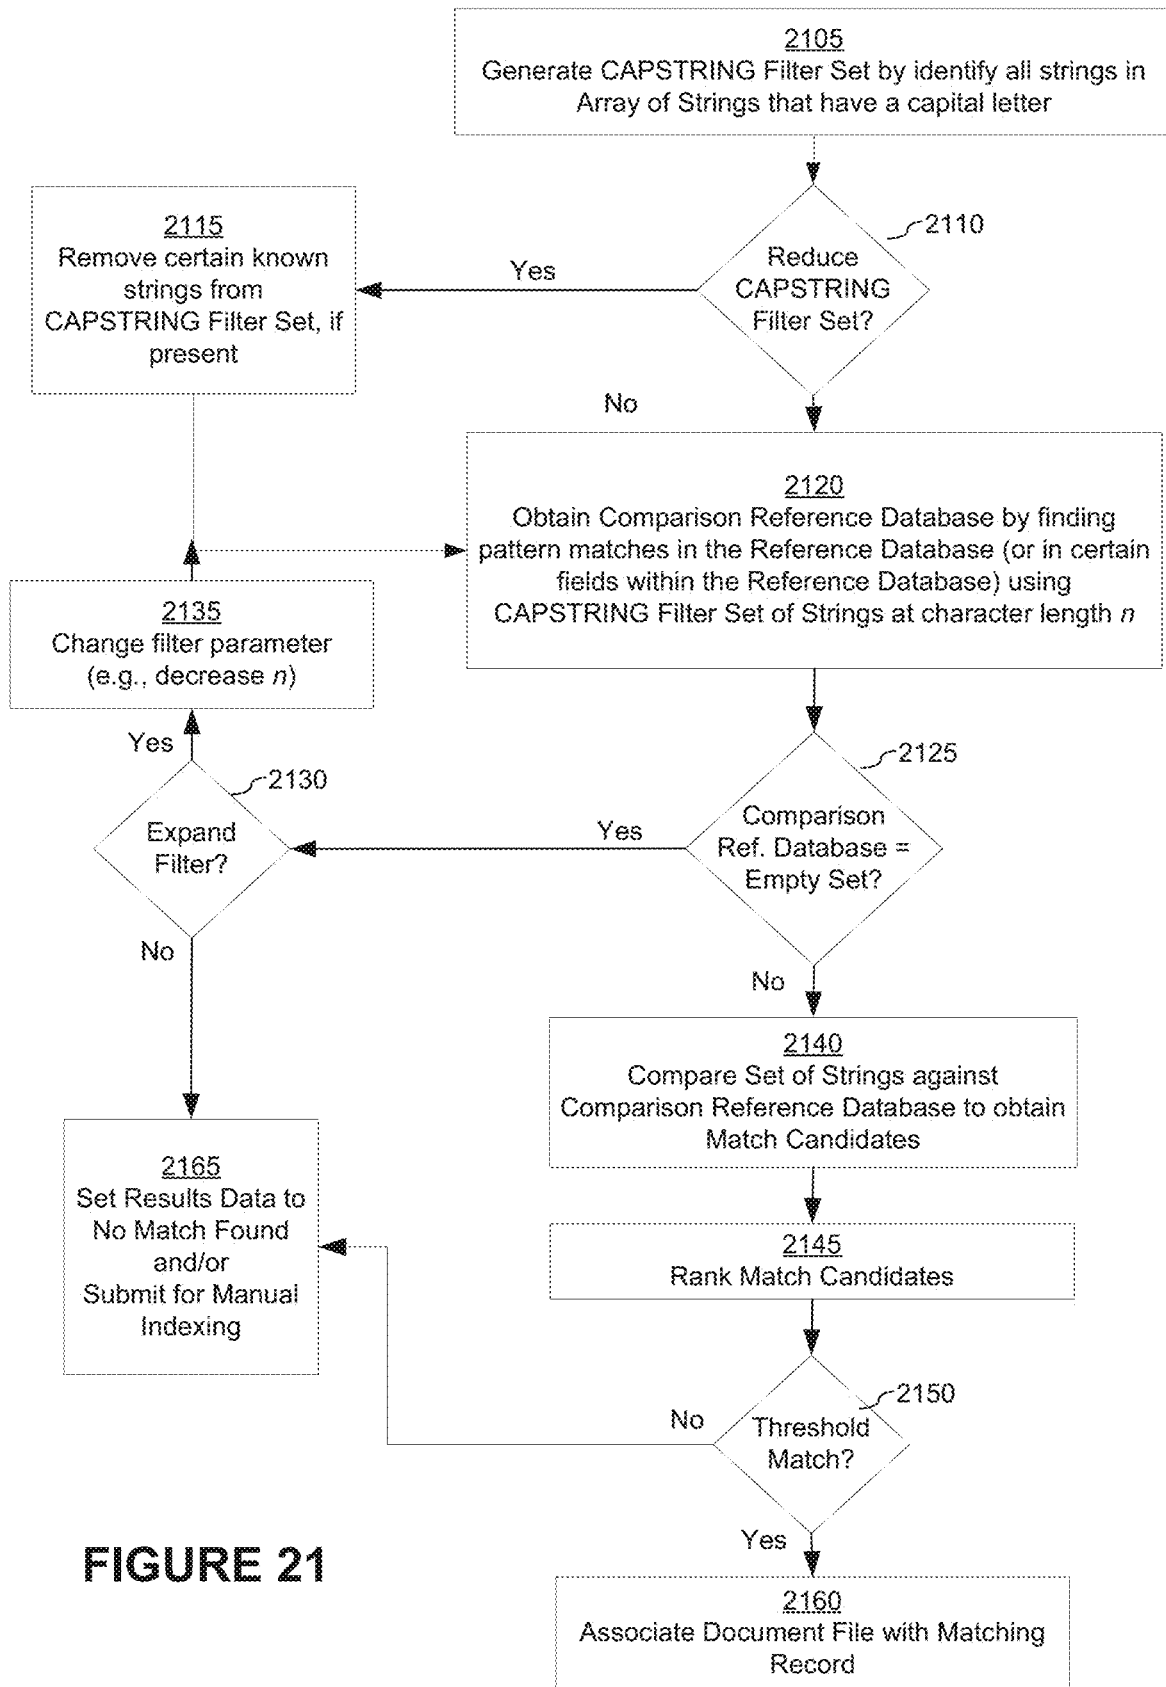 2105
Generate CAPSTRING Filter Set by identify all strings in
Array of Strings that have a capital letter
2110
Reduce
CAPSTRING
Filter Set?
Yes
2115
Remove certain known
strings from
CAPSTRING Filter Set, if
present
No
2120
Obtain Comparison Reference Database by finding
pattern matches in the Reference Database (or in certain
fields within the Reference Database) using
CAPSTRING Filter Set of Strings at character length n
2135
Change filter parameter
(e.g., decrease n)
Yes
2130
Expand
Filter?
2125
Comparison
Ref. Database =
Empty Set?
Yes
No
No
2140
Compare Set of Strings against
Comparison Reference Database to obtain
Match Candidates
2165
Set Results Data to
No Match Found
and/or
Submit for Manual
Indexing
2145
Rank Match Candidates
2150
Threshold
Match?
No
Yes
2160
Associate Document File with Matching
Record
FIGURE 21